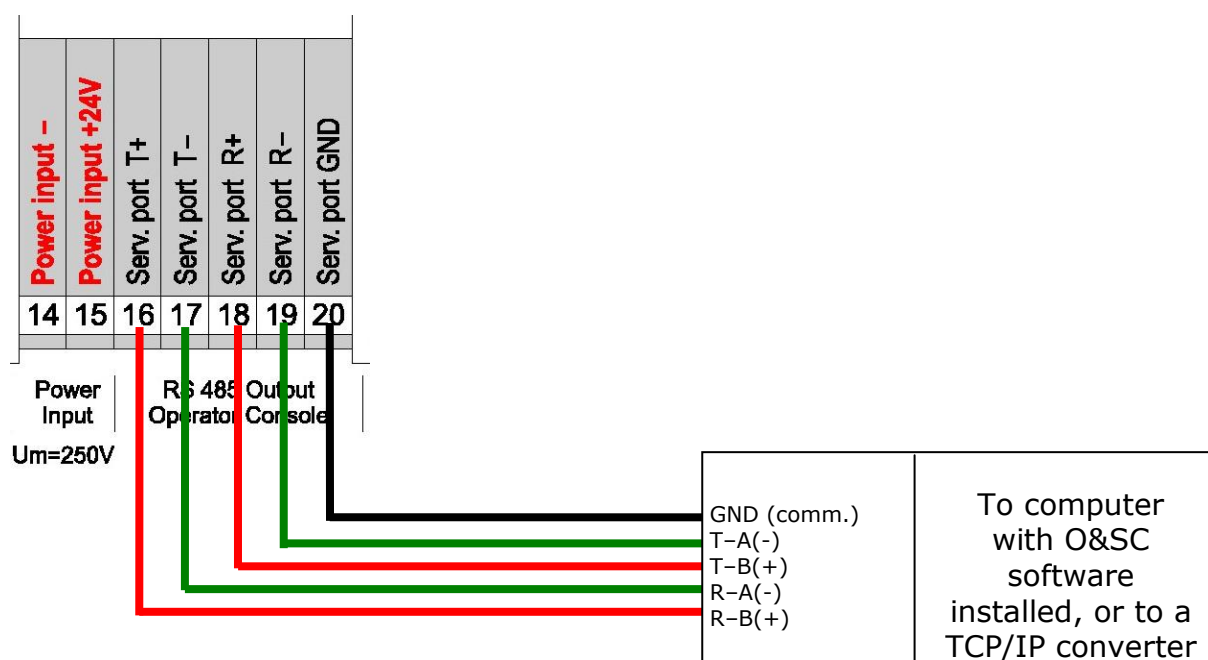 Power input –
Power input +24V
Serv. port T+
Serv. port T–
Serv. port R+
Serv. port R–
Serv. port GND
14 15 16 17 18 19 20
Power
Input
RS 485 Output
Operator Console
Um=250V
GND (comm.)
T–A(-)
T–B(+)
R–A(-)
R–B(+)
To computer
with O&SC
software
installed, or to a
TCP/IP converter